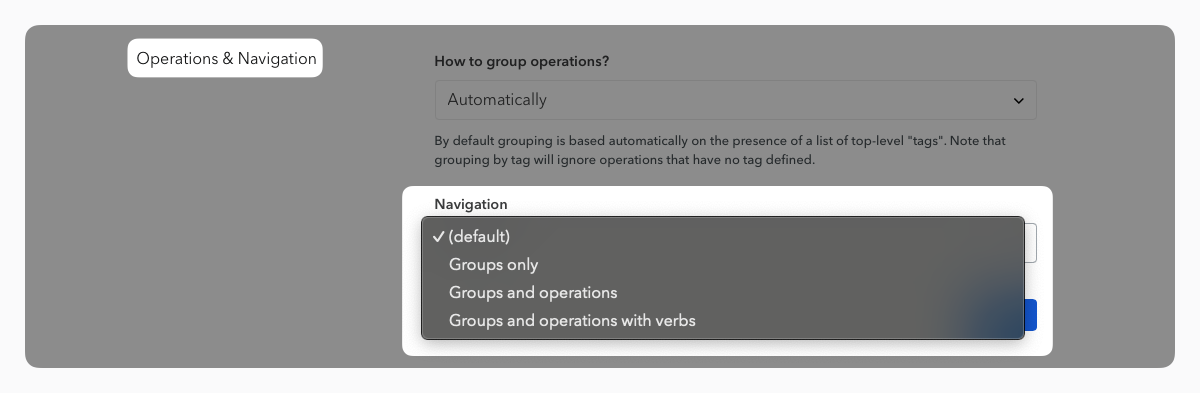 Operations & Navigation
How to group operations?
Automatically
By default grouping is based automatically on the presence of a list of top-level "tags". Note that
grouping by tag will ignore operations that have no tag defined.
Navigation
✓ (default)
Groups only
Groups and operations
Groups and operations with verbs